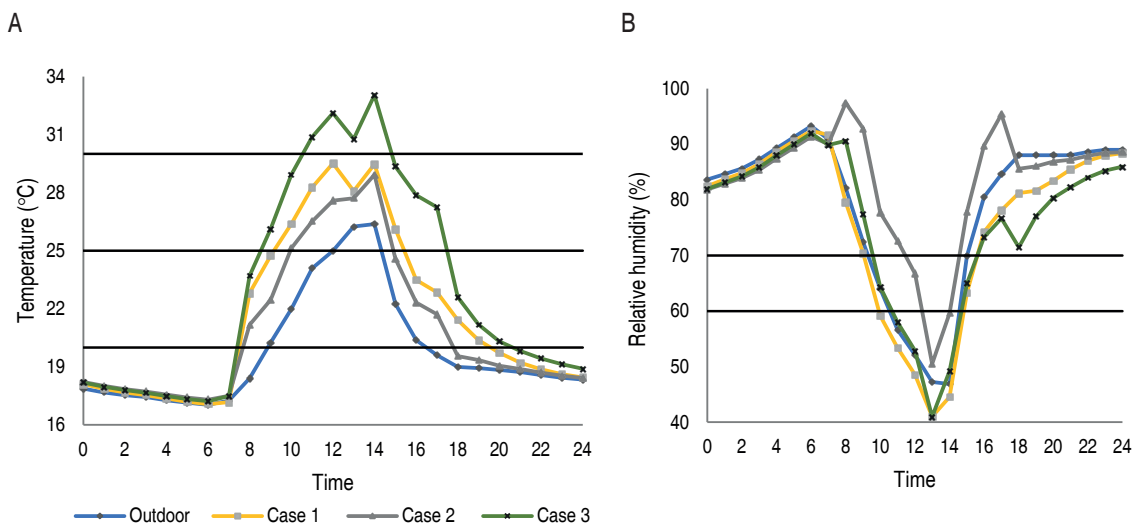 A
Temperature (°C)
34
31
28
25
22
19
16
0 2 4 6 8 10 12 14 16 18 20 22 24
Time
B
Relative humidity (%)
100
90
80
70
60
50
40
0 2 4 6 8 10 12 14 16 18 20 22 24
Time
Outdoor Case 1 Case 2 Case 3